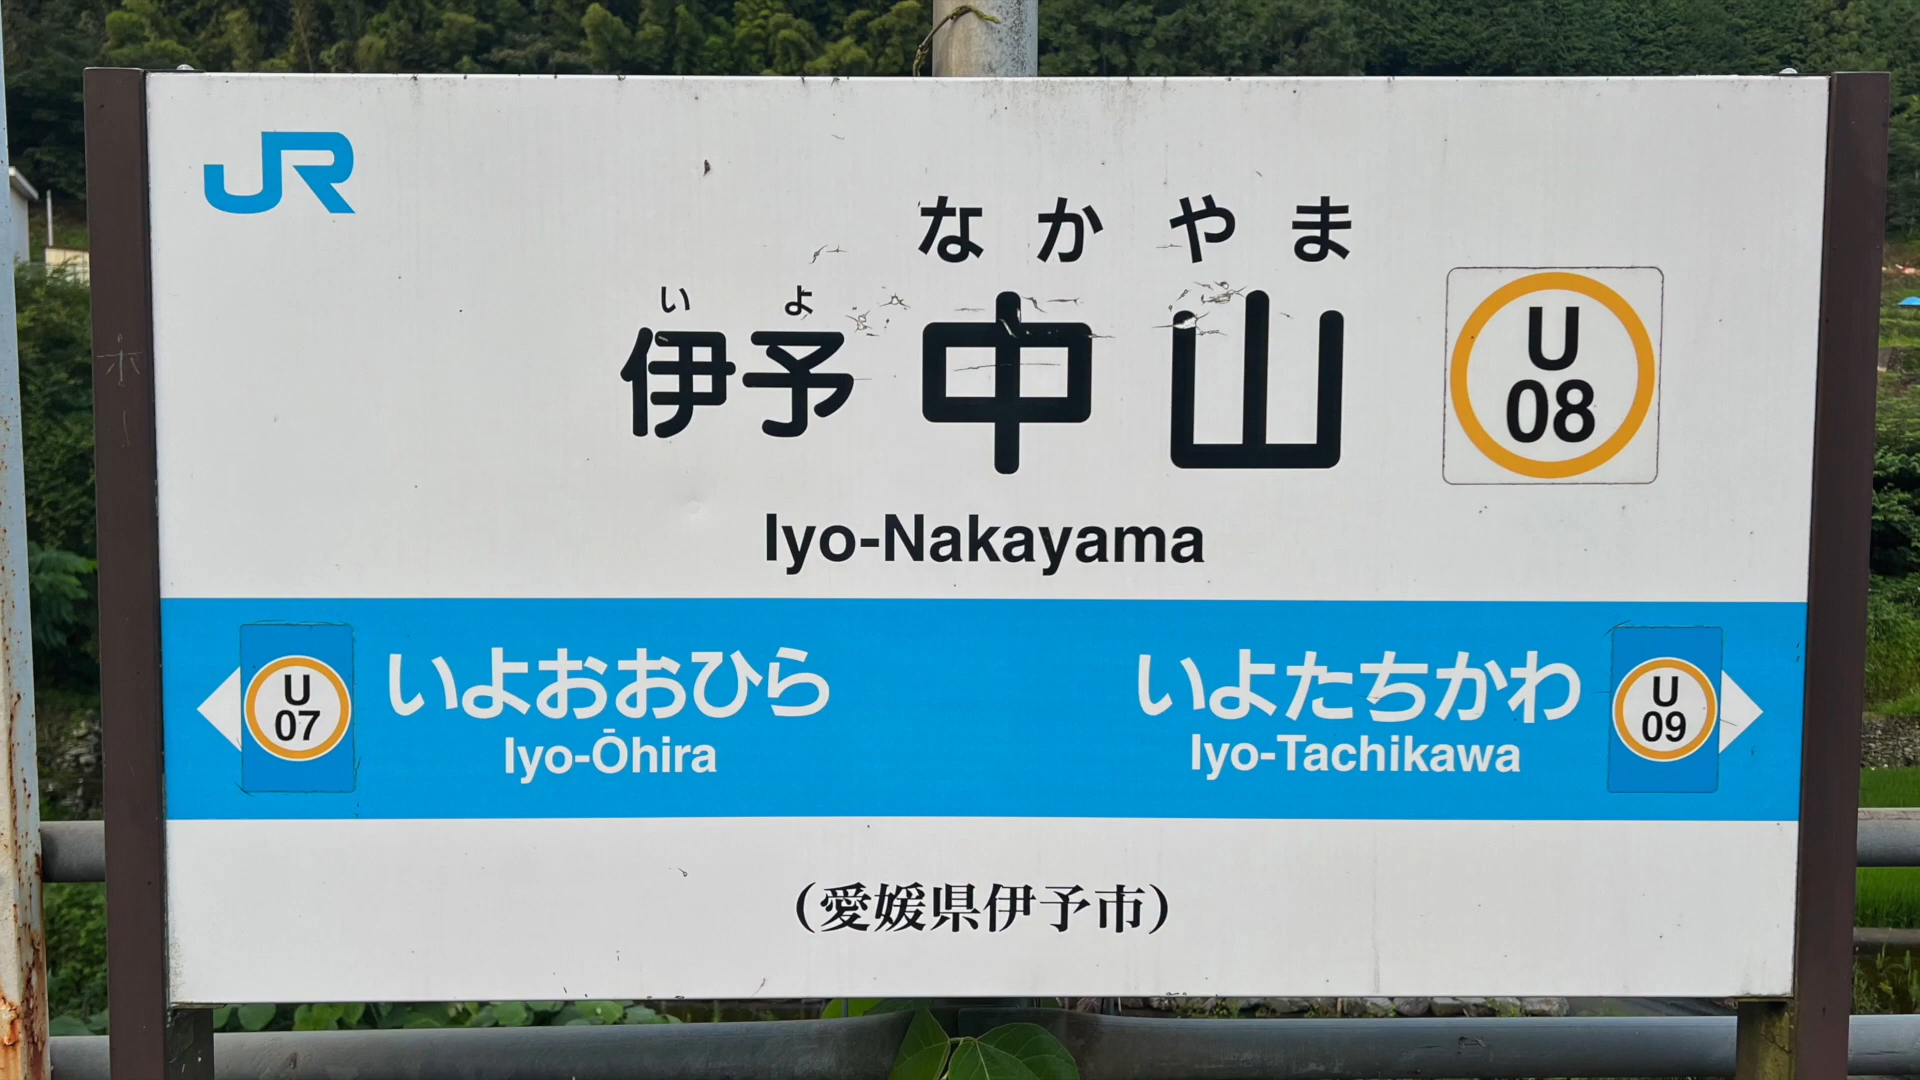 JR
なかやま
いよ
伊予中山
U
08
Iyo-Nakayama
U
07
いよおおひら
Iyo-Ōhira
いよたちかわ
Iyo-Tachikawa
U
09
(愛媛県伊予市)